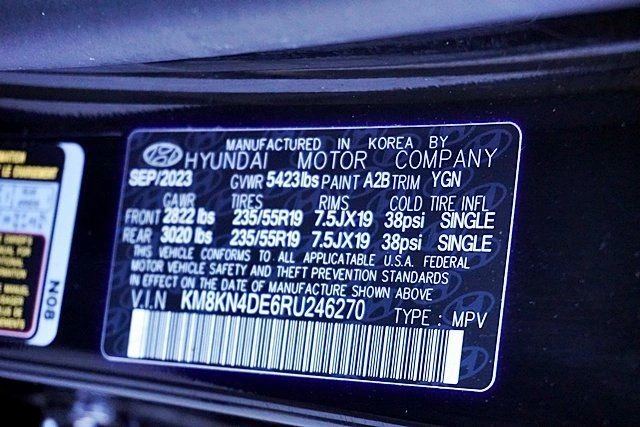 MANUFACTURED IN KOREA BY
HYUNDAI MOTOR COMPANY
SEP/2023 GVWR 5423lbs PAINT A2B TRIM YGN
GAWR TIRES RIMS COLD TIRE INFL
FRONT 2822 lbs 235/55R19 7.5JX19 38psi SINGLE
REAR 3020 lbs 235/55R19 7.5JX19 38psi SINGLE
THIS VEHICLE CONFORMS TO ALL APPLICATABLE U.S.A. FEDERAL
MOTOR VEHICLE SAFETY AND THEFT PREVENTION STANDARDS
IN EFFECT ON THE DATE OF MANUFACTURE SHOWN ABOVE
V.I.N KM8KN4DE6RU246270
TYPE : MPV
N08